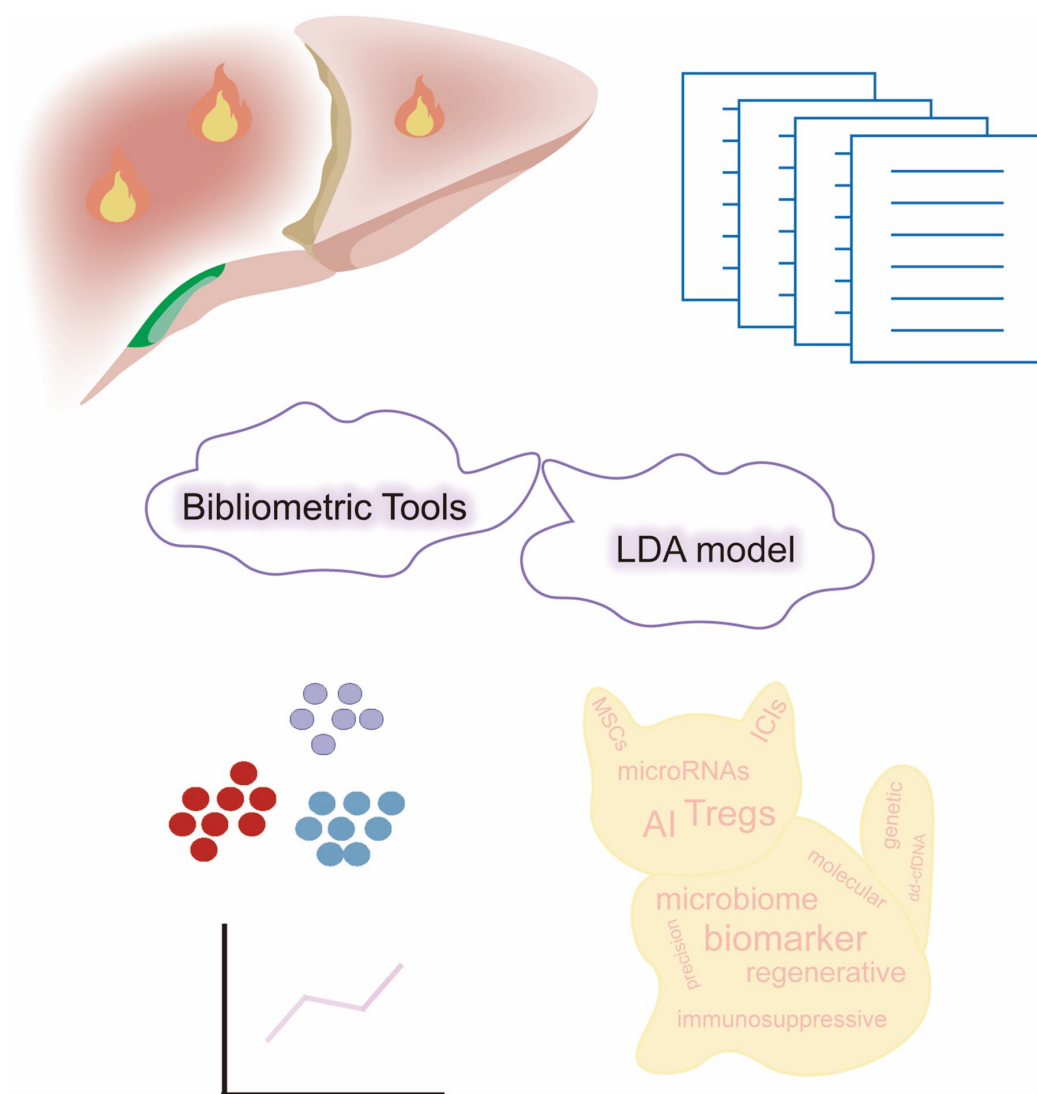 Bibliometric Tools
LDA model
MSCs
ICIs
microRNAs
AI Tregs
genetic
dd-cfDNA
molecular
microbiome
biomarker
precision
regenerative
immunosuppressive